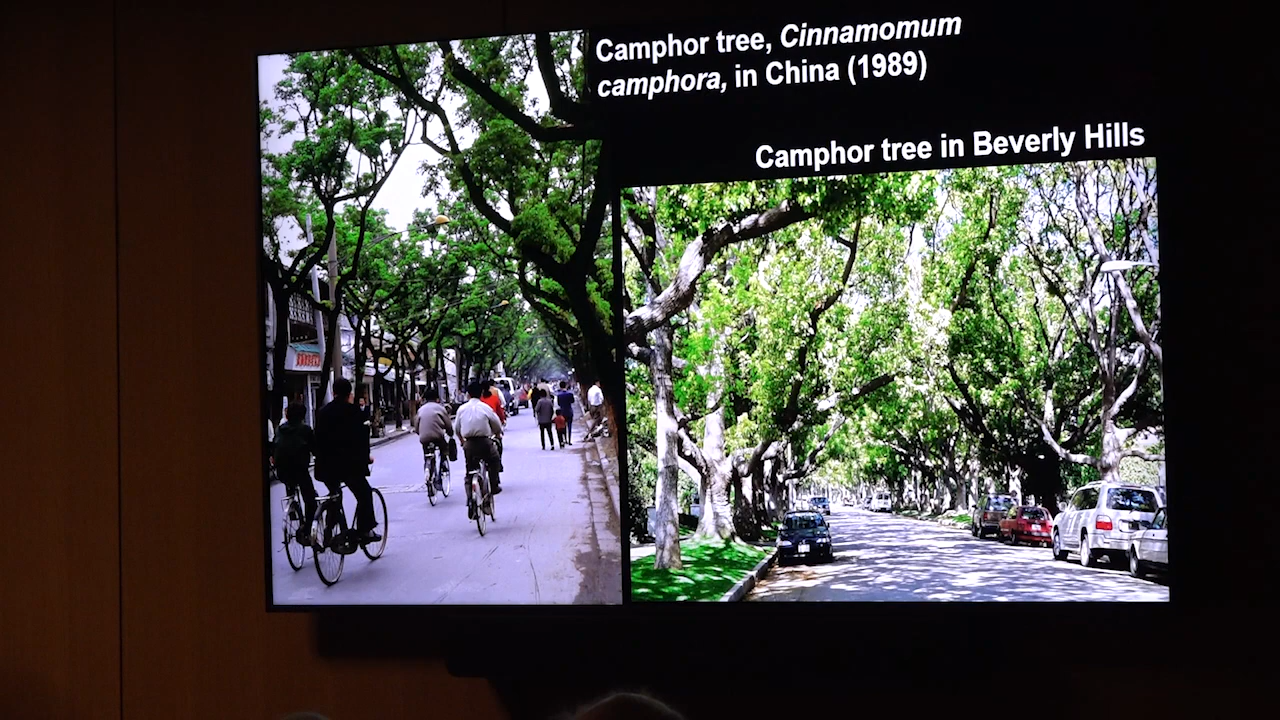 Camphor tree, Cinnamomum
camphora, in China (1989)
Camphor tree in Beverly Hills